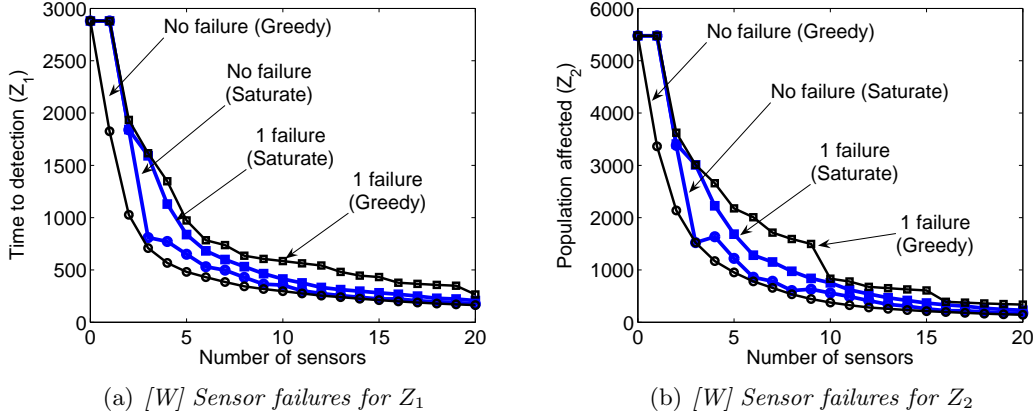 3000
2500
2000
1500
1000
500
0
Time to detection (Z1)
No failure (Greedy)
No failure
(Saturate)
1 failure
(Saturate)
1 failure
(Greedy)
0 5 10 15 20
Number of sensors
(a) [W] Sensor failures for Z1
6000
5000
4000
3000
2000
1000
0
Population affected (Z2)
No failure (Greedy)
No failure (Saturate)
1 failure
(Saturate)
1 failure
(Greedy)
0 5 10 15 20
Number of sensors
(b) [W] Sensor failures for Z2